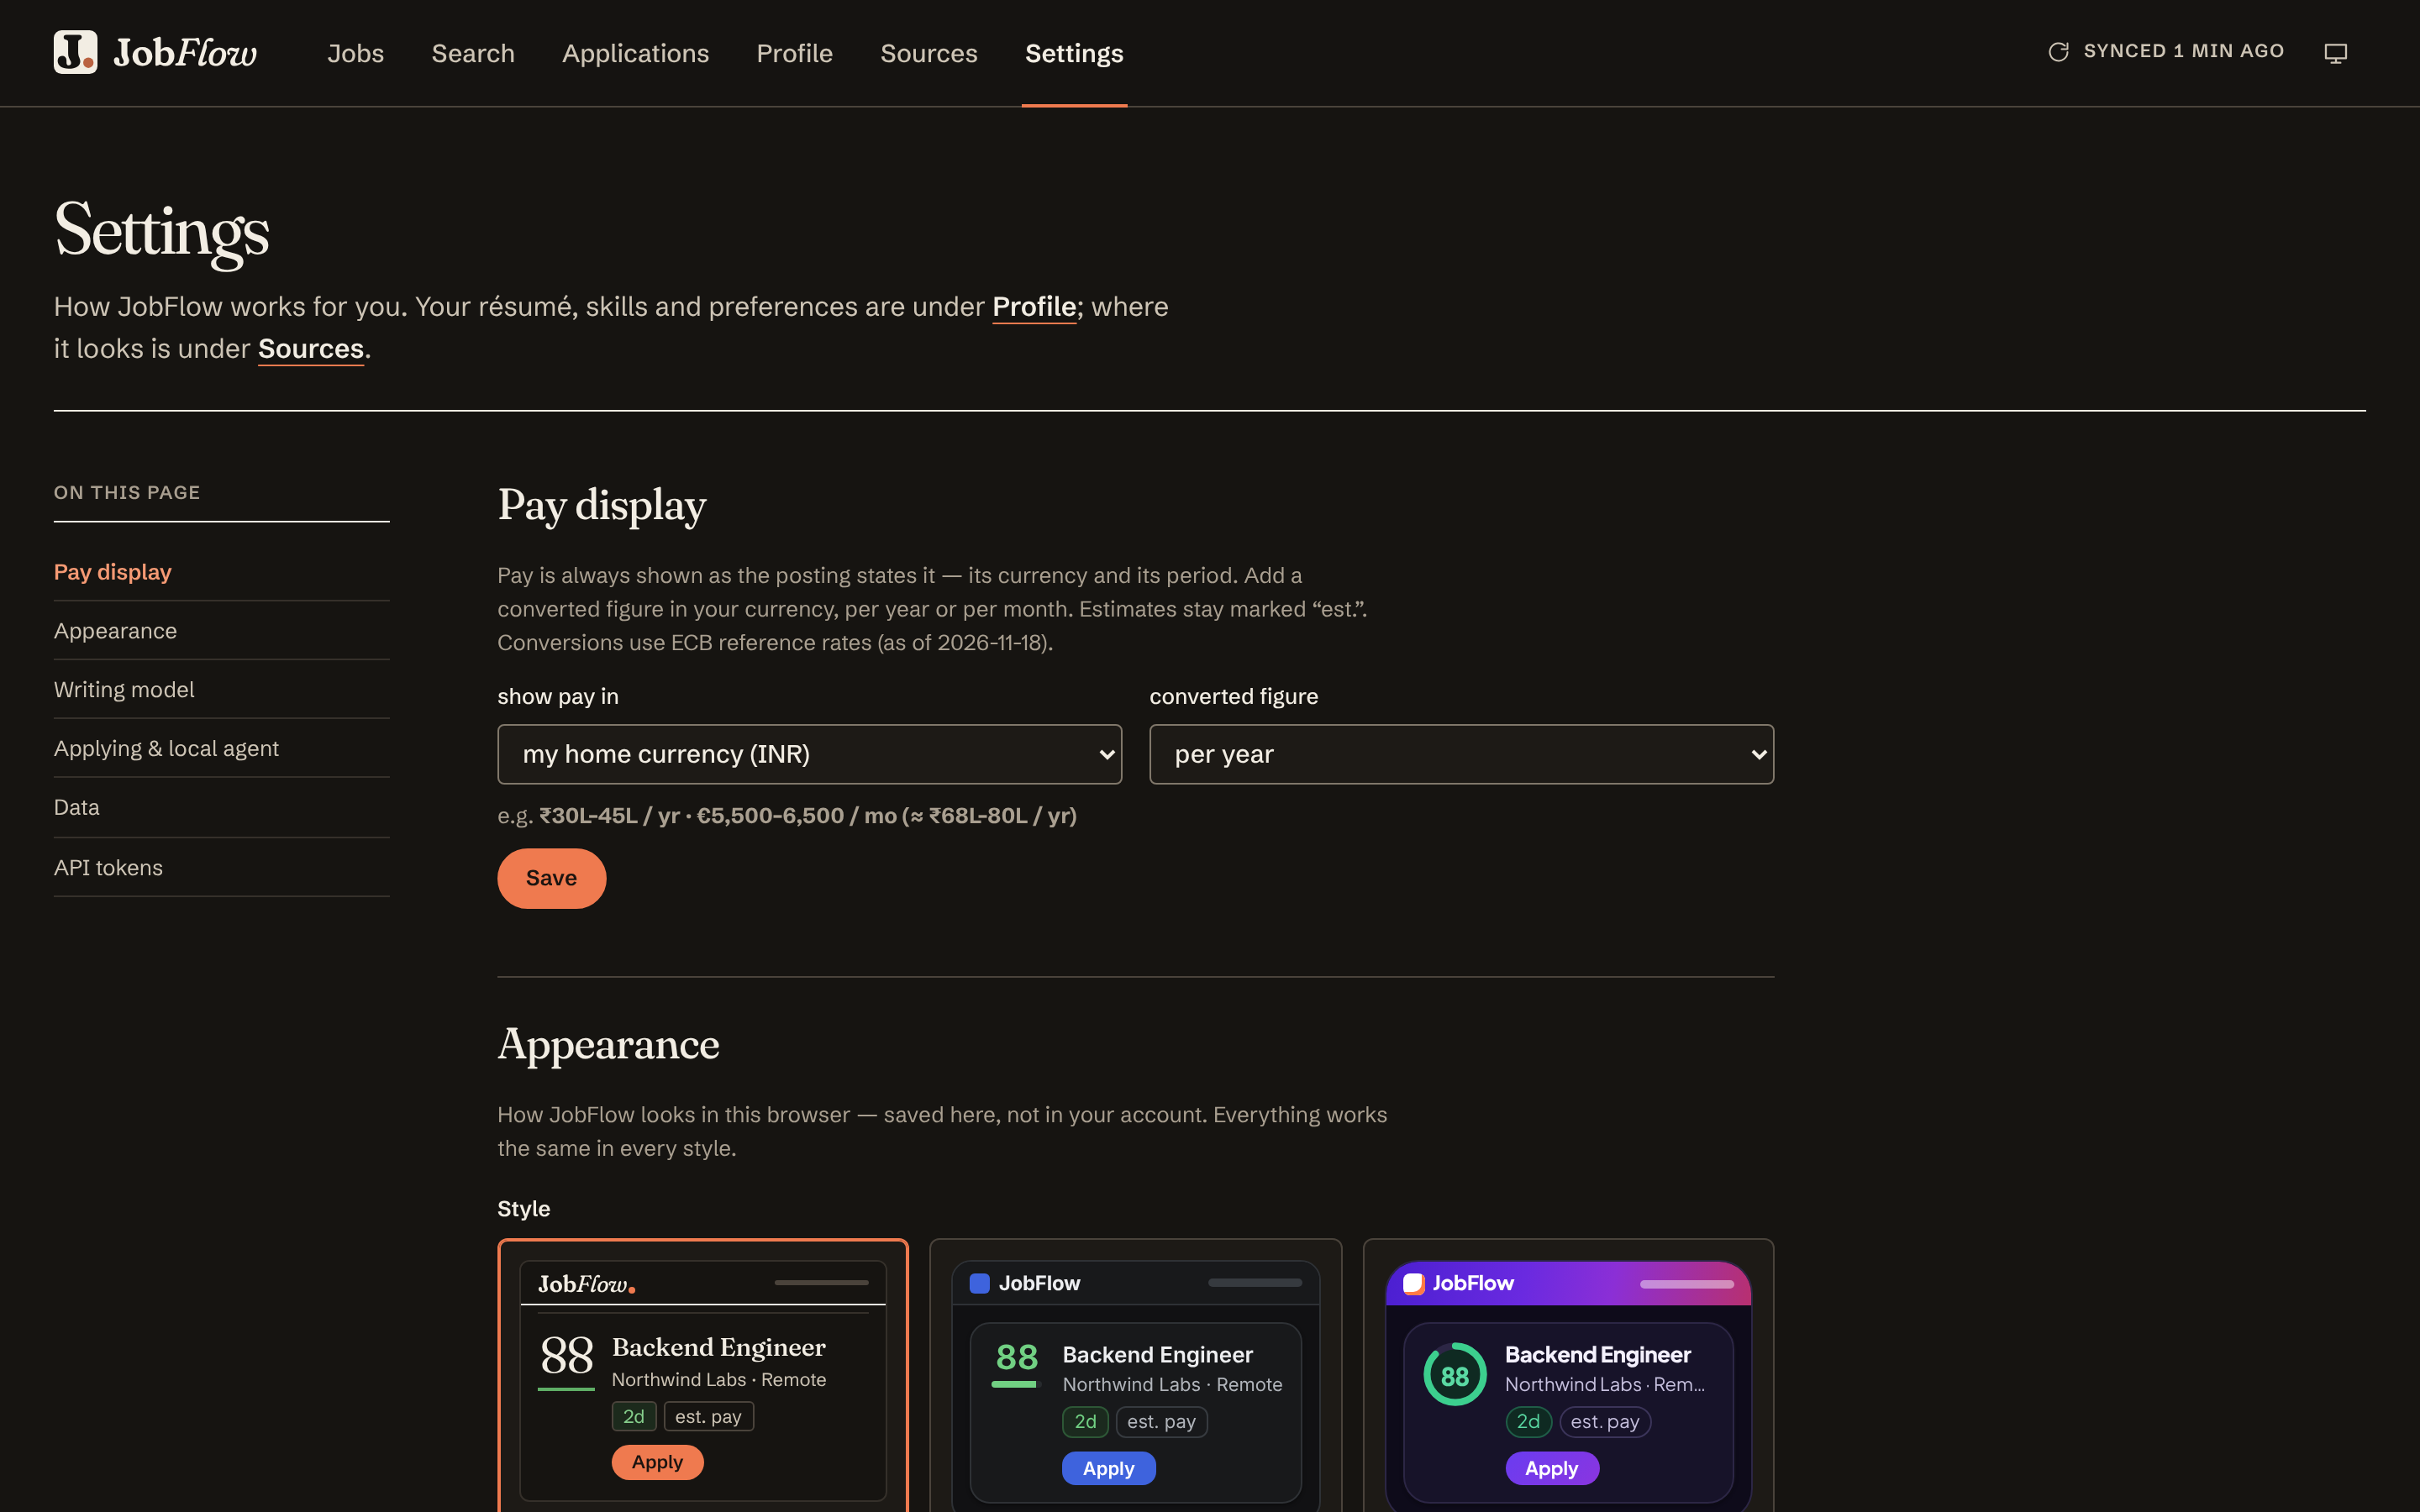 J. JobFlow
Jobs
Search
Applications
Profile
Sources
Settings
SYNCED 1 MIN AGO
Settings
How JobFlow works for you. Your résumé, skills and preferences are under Profile; where
it looks is under Sources.
ON THIS PAGE
Pay display
Appearance
Writing model
Applying & local agent
Data
API tokens
Pay display
Pay is always shown as the posting states it — its currency and its period. Add a
converted figure in your currency, per year or per month. Estimates stay marked “est.”.
Conversions use ECB reference rates (as of 2026-11-18).
show pay in
my home currency (INR)
converted figure
per year
e.g. ₹30L–45L / yr · €5,500–6,500 / mo (≈ ₹68L–80L / yr)
Save
Appearance
How JobFlow looks in this browser — saved here, not in your account. Everything works
the same in every style.
Style
JobFlow.
88
Backend Engineer
Northwind Labs · Remote
2d
est. pay
Apply
JobFlow
88
Backend Engineer
Northwind Labs · Remote
2d
est. pay
Apply
JobFlow
88
Backend Engineer
Northwind Labs · Rem...
2d
est. pay
Apply